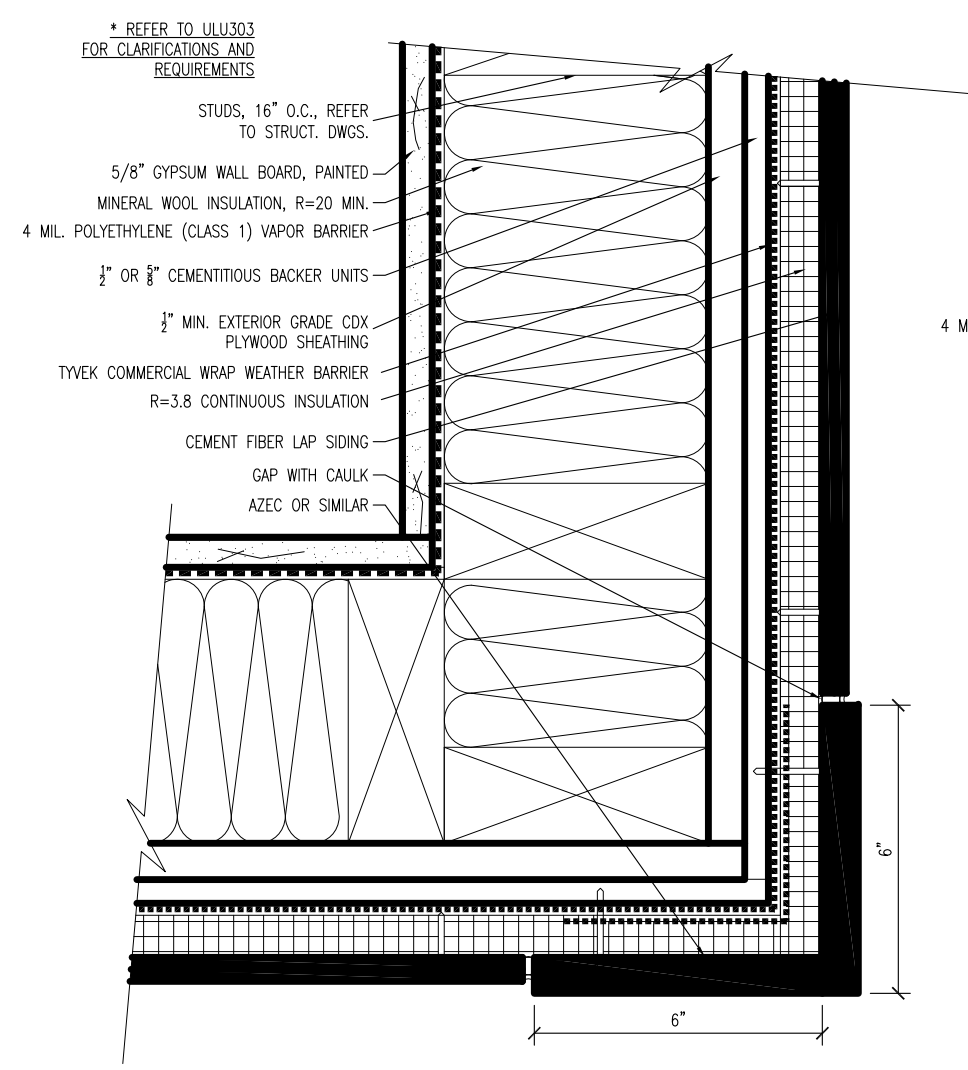 * REFER TO ULU303
FOR CLARIFICATIONS AND
REQUIREMENTS
STUDS, 16" O.C., REFER
TO STRUCT. DWGS.
5/8" GYPSUM WALL BOARD, PAINTED
MINERAL WOOL INSULATION, R=20 MIN.
4 MIL. POLYETHYLENE (CLASS 1) VAPOR BARRIER
1/2" OR 5/8" CEMENTITIOUS BACKER UNITS
1/2" MIN. EXTERIOR GRADE CDX
PLYWOOD SHEATHING
4 M
TYVEK COMMERCIAL WRAP WEATHER BARRIER
R=3.8 CONTINUOUS INSULATION
CEMENT FIBER LAP SIDING
GAP WITH CAULK
AZEC OR SIMILAR
6"
6"